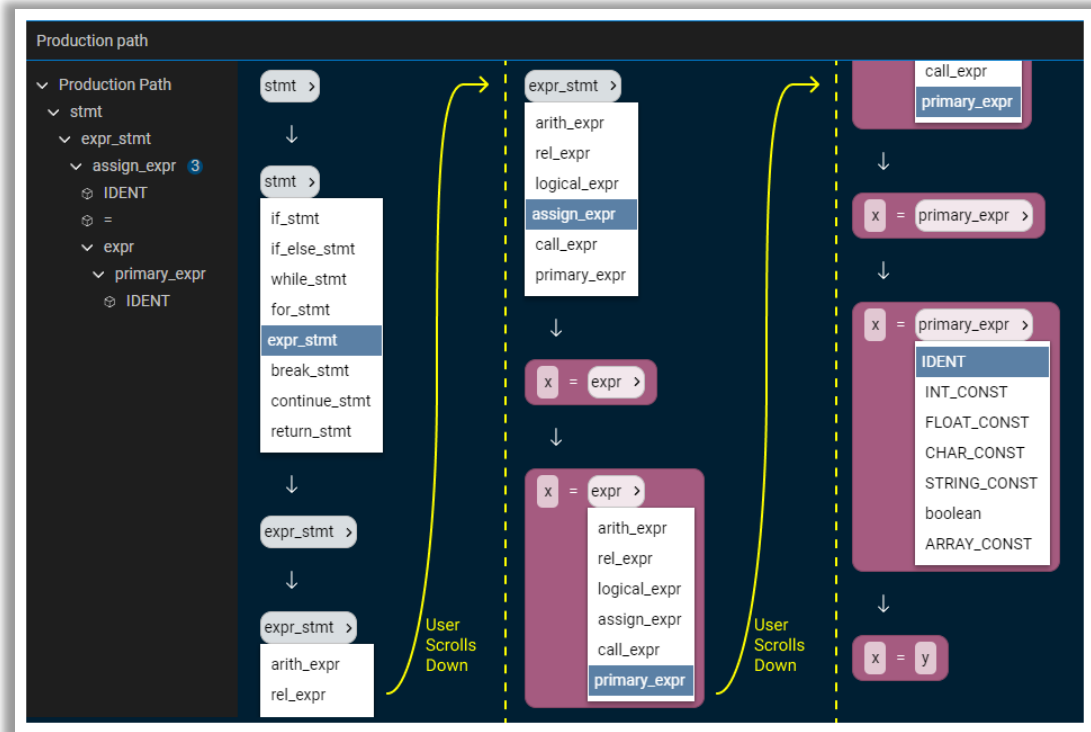 Production path
Production Path
stmt
expr_stmt
assign_expr 3
IDENT
=
expr
primary_expr
IDENT
stmt >
stmt >
if_stmt
if_else_stmt
while_stmt
for_stmt
expr_stmt
break_stmt
continue_stmt
return_stmt
expr_stmt >
expr_stmt >
arith_expr
rel_expr
User
Scrolls
Down
expr_stmt >
arith_expr
rel_expr
logical_expr
assign_expr
call_expr
primary_expr
x = expr >
x = expr >
arith_expr
rel_expr
logical_expr
assign_expr
call_expr
primary_expr
User
Scrolls
Down
call_expr
primary_expr
x = primary_expr >
x = primary_expr >
IDENT
INT_CONST
FLOAT_CONST
CHAR_CONST
STRING_CONST
boolean
ARRAY_CONST
x = y